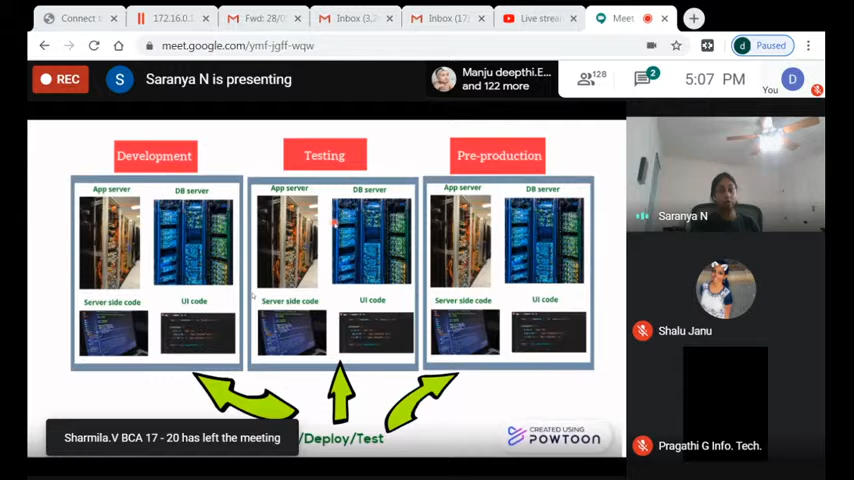 Connect t
172.16.0.1
Fwd: 28/0
Inbox (3,2
Inbox (17,
Live strea
Meet
meet.google.com/ymf-jgff-wqw
d Paused
REC
S
Saranya N is presenting
Manju deepthi.E...
and 122 more
128
2
5:07 PM
You
D
Development
Testing
Pre-production
App server
DB server
App server
DB server
App server
DB server
Server side code
UI code
Server side code
UI code
Server side code
UI code
/Deploy/Test
Sharmila.V BCA 17 - 20 has left the meeting
CREATED USING
POWTOON
Saranya N
Shalu Janu
Pragathi G Info. Tech.